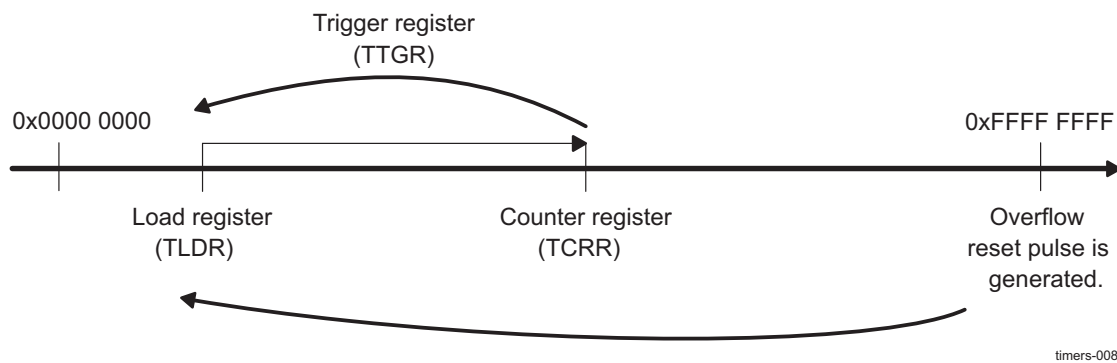 Trigger register
(TTGR)
0x0000 0000
0xFFFF FFFF
Load register
(TLDR)
Counter register
(TCRR)
Overflow
reset pulse is
generated.
timers-008